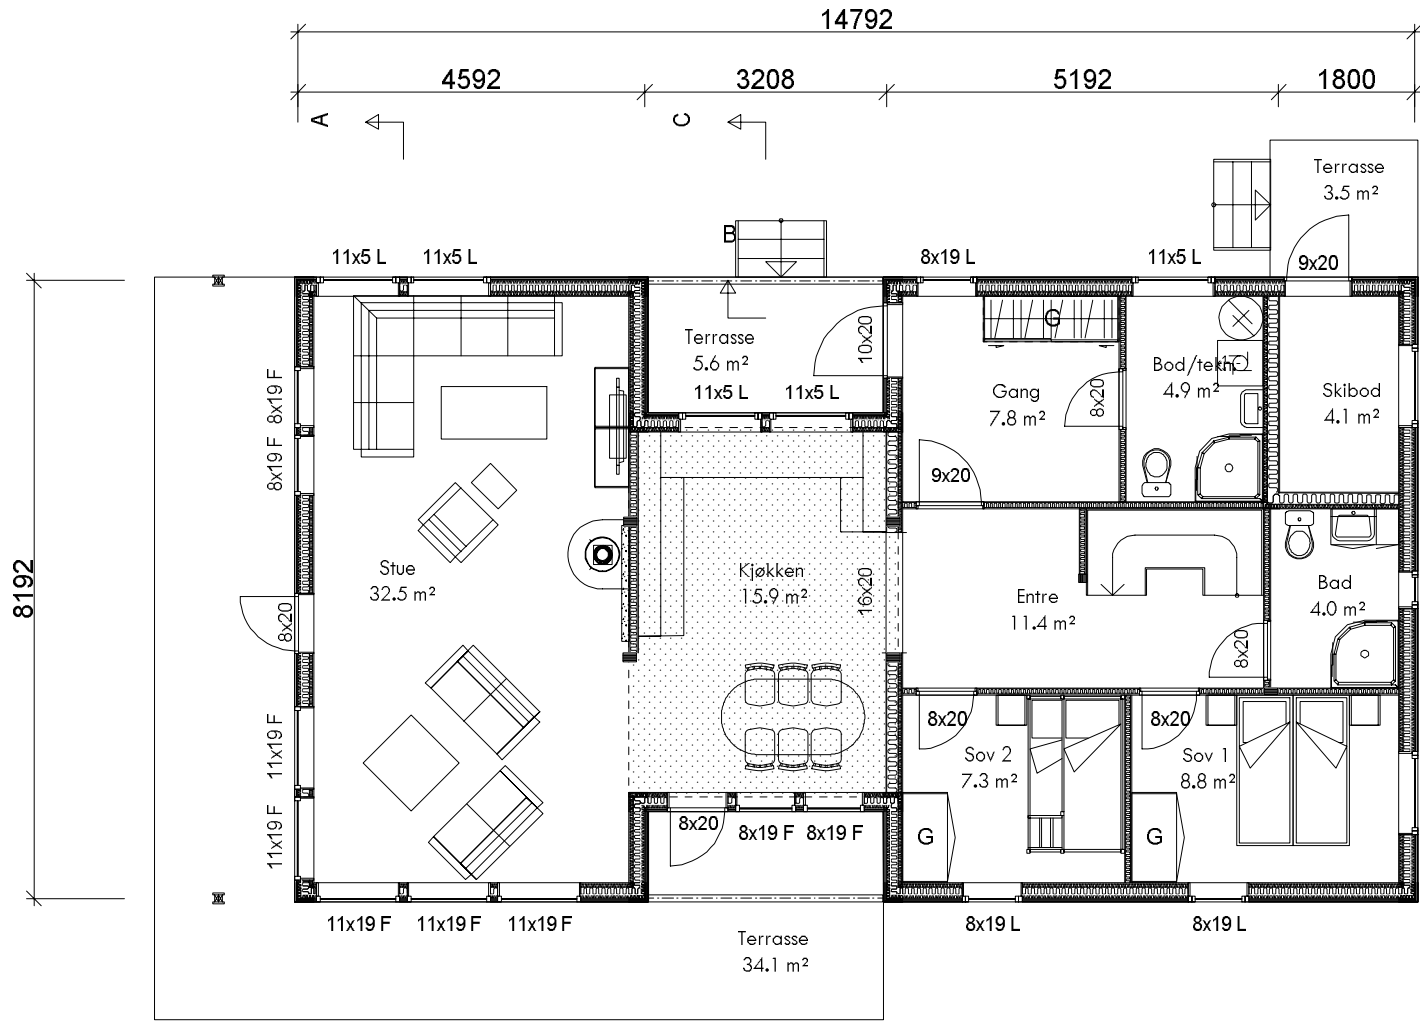 14792
4592
3208
5192
1800
A
C
Terrasse
3.5 m²
B
11x5 L
11x5 L
8x19 L
11x5 L
9x20
8192
Terrasse
5.6 m²
10x20
G
11x5 L
11x5 L
Gang
7.8 m²
8x20
Bod/tekn.
4.9 m²
Skibod
4.1 m²
8x19 F
8x19 F
9x20
Stue
32.5 m²
Kjøkken
15.9 m²
16x20
Entre
11.4 m²
Bad
4.0 m²
8x20
8x20
8x20
8x20
Sov 2
7.3 m²
Sov 1
8.8 m²
11x19 F
11x19 F
8x20
8x19 F
8x19 F
G
G
11x19 F
11x19 F
11x19 F
8x19 L
8x19 L
Terrasse
34.1 m²